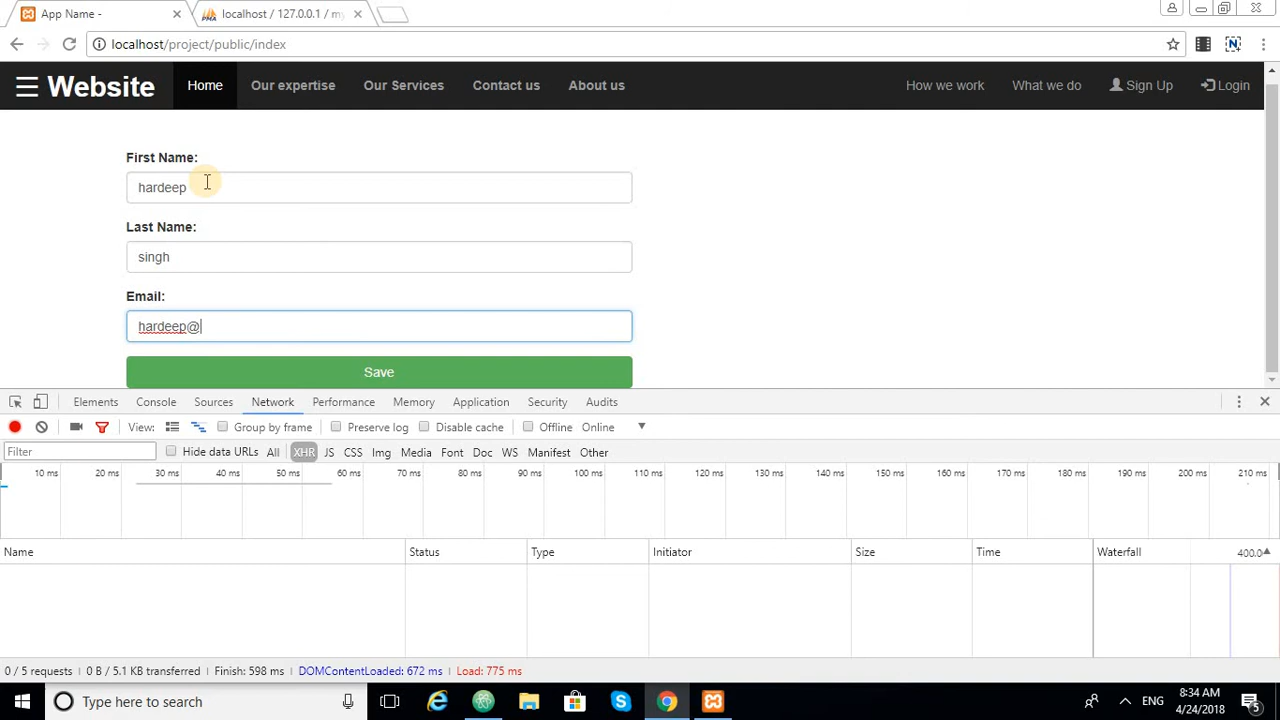 App Name -
PMA localhost / 127.0.0.1 / my
localhost/project/public/index
☰ Website Home Our expertise Our Services Contact us About us How we work What we do Sign Up Login
First Name:
hardeep
Last Name:
singh
Email:
hardeep@
Save
Elements Console Sources Network Performance Memory Application Security Audits
View: Group by frame Preserve log Disable cache Offline Online
Filter Hide data URLs All XHR JS CSS Img Media Font Doc WS Manifest Other
10 ms 20 ms 30 ms 40 ms 50 ms 60 ms 70 ms 80 ms 90 ms 100 ms 110 ms 120 ms 130 ms 140 ms 150 ms 160 ms 170 ms 180 ms 190 ms 200 ms 210 ms
Name Status Type Initiator Size Time Waterfall 400.0
0 / 5 requests 0 B / 5.1 KB transferred Finish: 598 ms DOMContentLoaded: 672 ms Load: 775 ms
Type here to search ENG 8:34 AM
4/24/2018 5